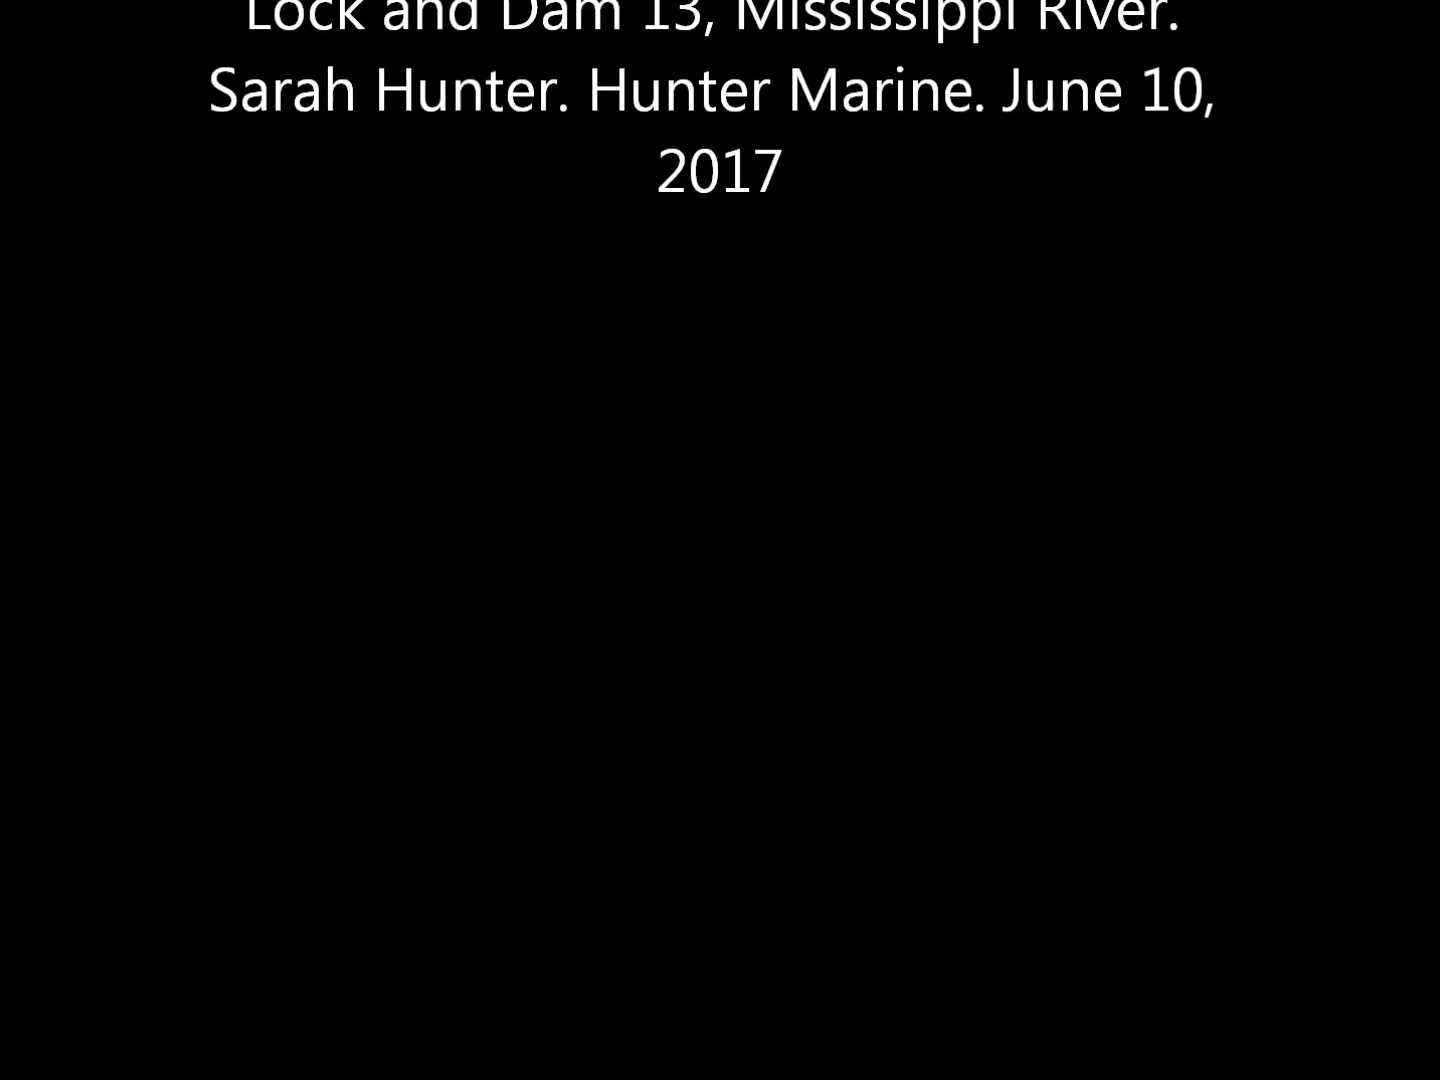 Lock and Dam 13, Mississippi River.
Sarah Hunter. Hunter Marine. June 10,
2017